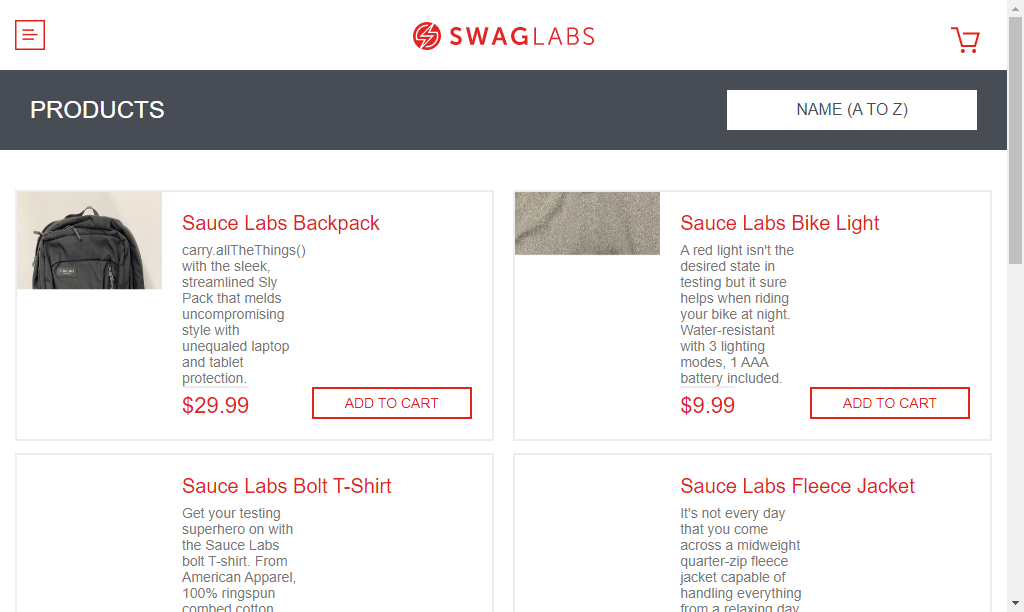 SWAGLABS
PRODUCTS
NAME (A TO Z)
Sauce Labs Backpack
carry.allTheThings()
with the sleek,
streamlined Sly
Pack that melds
uncompromising
style with
unequaled laptop
and tablet
protection.
$29.99
ADD TO CART
Sauce Labs Bike Light
A red light isn't the
desired state in
testing but it sure
helps when riding
your bike at night.
Water-resistant
with 3 lighting
modes, 1 AAA
battery included.
$9.99
ADD TO CART
Sauce Labs Bolt T-Shirt
Get your testing
superhero on with
the Sauce Labs
bolt T-shirt. From
American Apparel,
100% ringspun
combed cotton
Sauce Labs Fleece Jacket
It's not every day
that you come
across a midweight
quarter-zip fleece
jacket capable of
handling everything
from a relaxing day